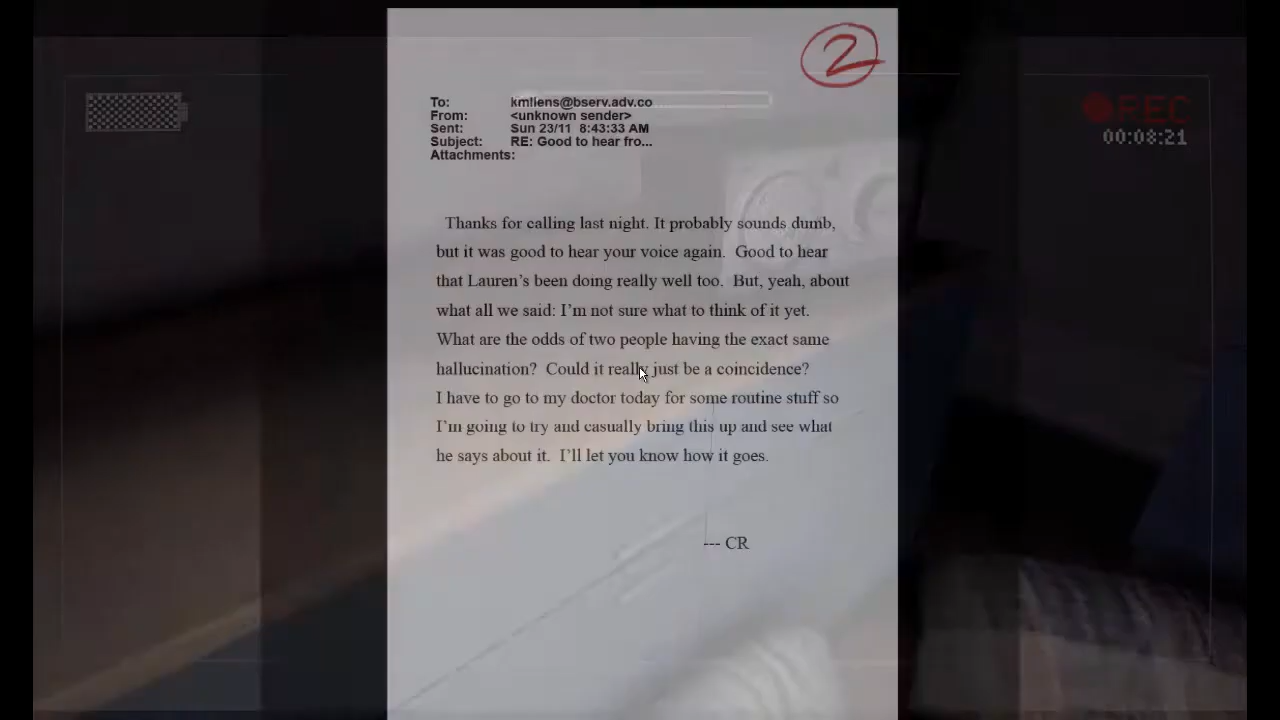 2
REC
00:08:21
To: kmliens@bserv.adv.co
From: <unknown sender>
Sent: Sun 23/11 8:43:33 AM
Subject: RE: Good to hear fro...
Attachments:
Thanks for calling last night. It probably sounds dumb,
but it was good to hear your voice again. Good to hear
that Lauren's been doing really well too. But, yeah, about
what all we said: I'm not sure what to think of it yet.
What are the odds of two people having the exact same
hallucination? Could it really just be a coincidence?
I have to go to my doctor today for some routine stuff so
I'm going to try and casually bring this up and see what
he says about it. I'll let you know how it goes.
--- CR